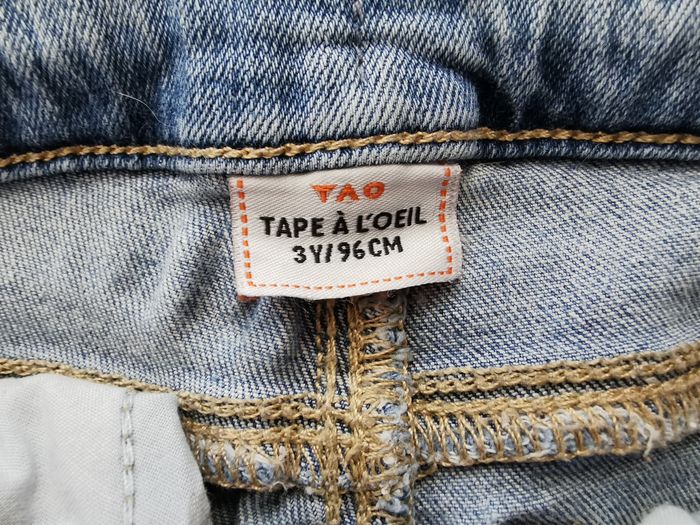 TAO
TAPE À L'OEIL
3Y/96CM